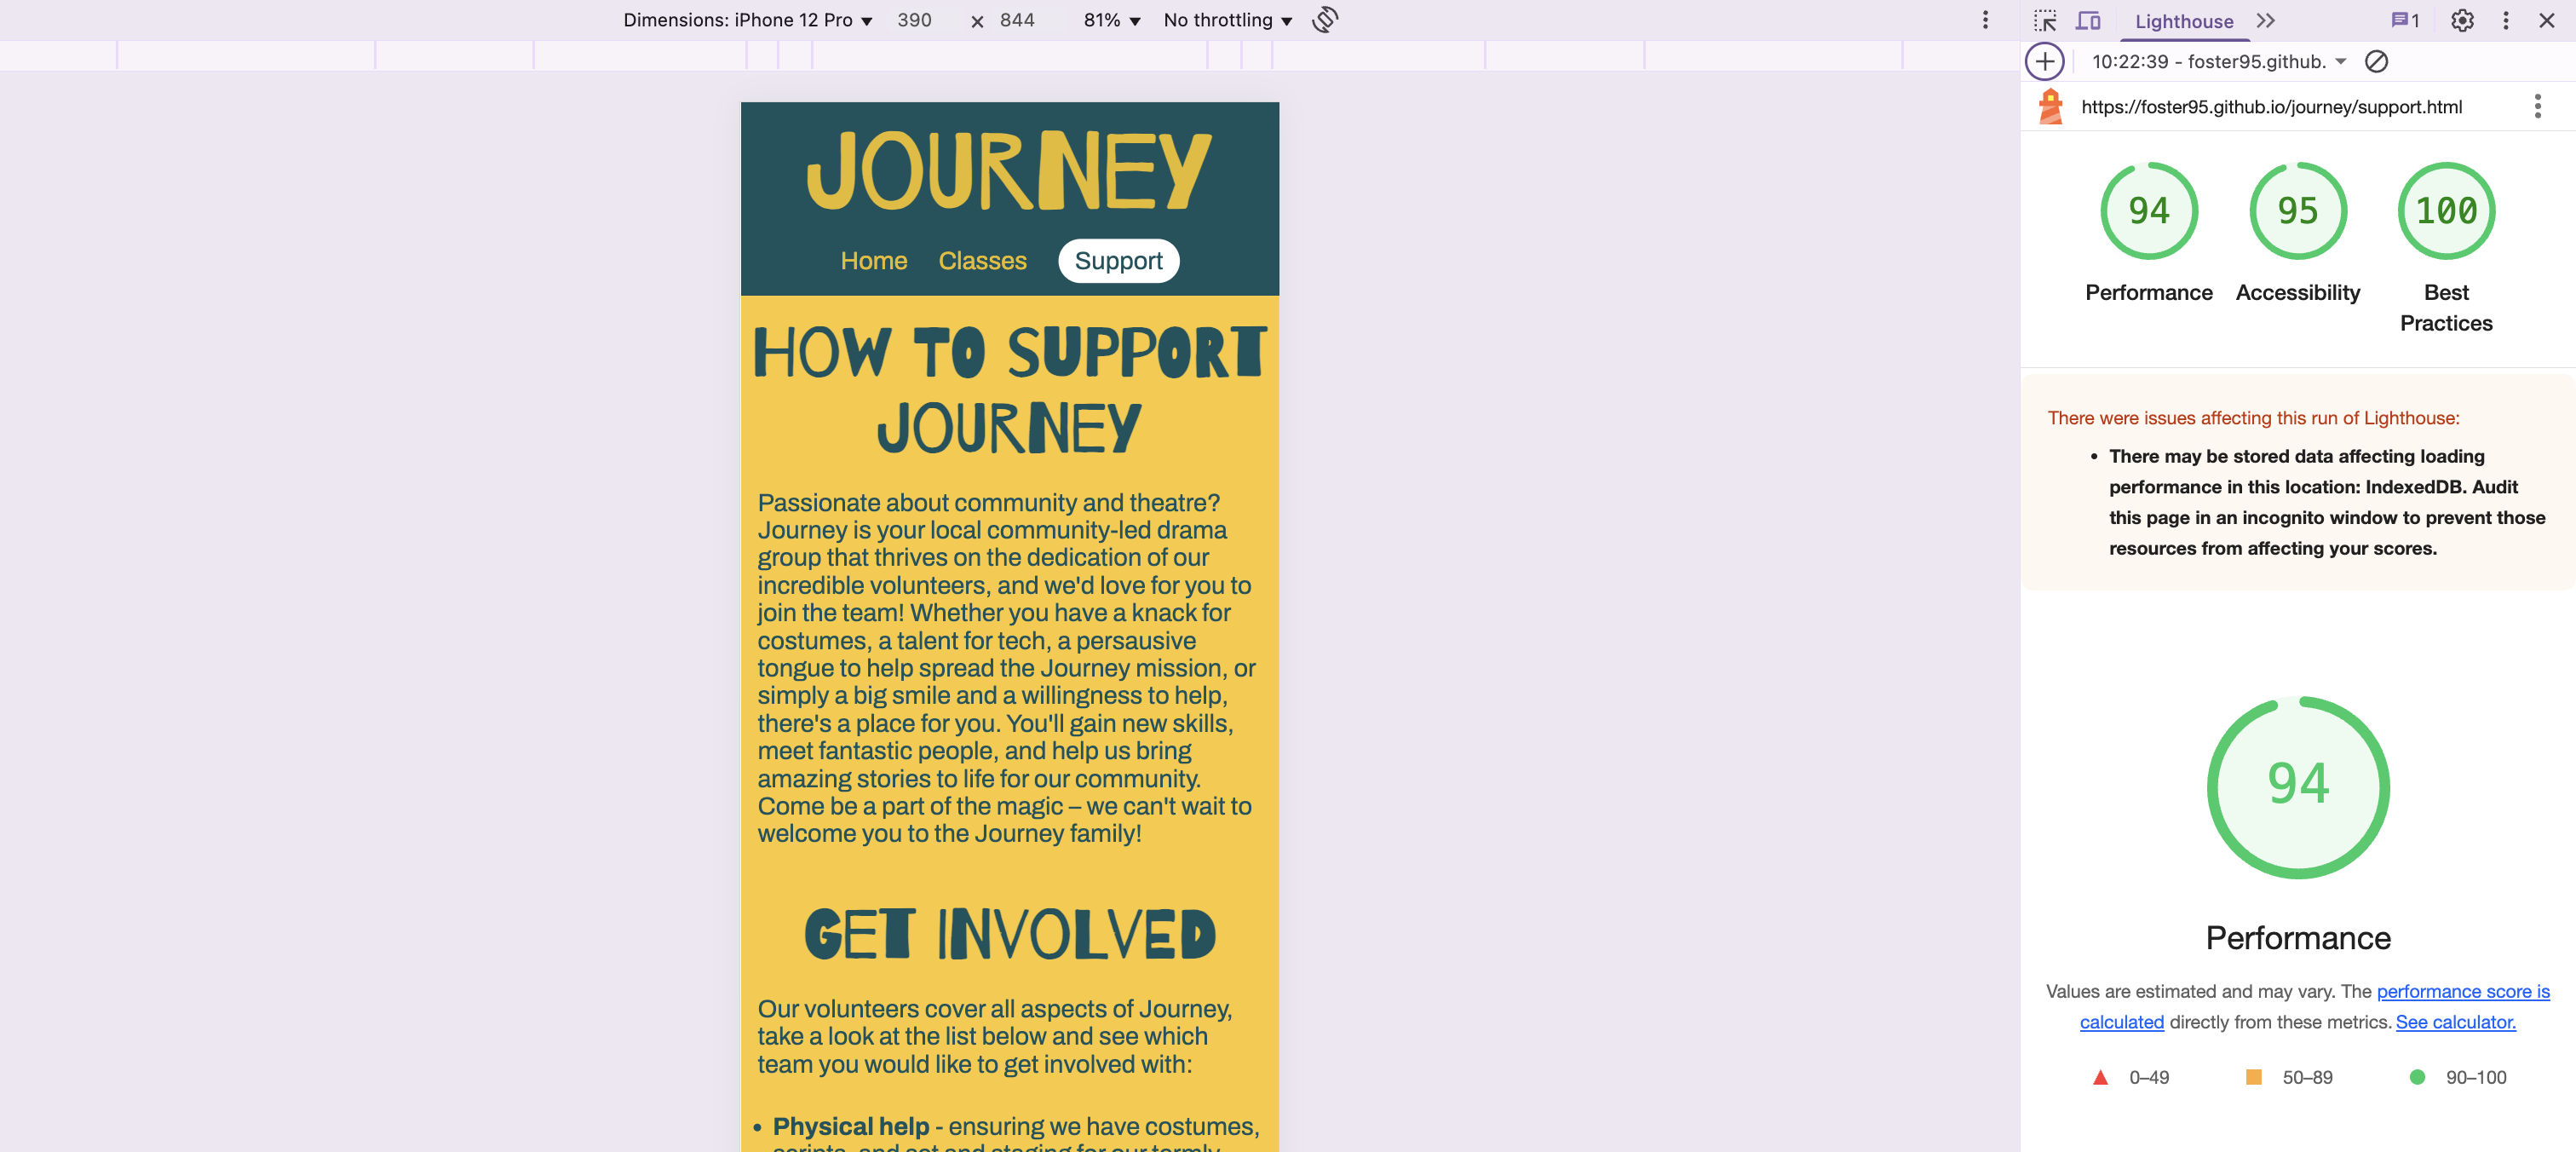 Dimensions: iPhone 12 Pro ▼ 390 × 844 81% ▼ No throttling ▼
Lighthouse 1
10:22:39 - foster95.github.
https://foster95.github.io/journey/support.html
JOURNEY
Home Classes Support
HOW TO SUPPORT
JOURNEY
Passionate about community and theatre?
Journey is your local community-led drama
group that thrives on the dedication of our
incredible volunteers, and we'd love for you to
join the team! Whether you have a knack for
costumes, a talent for tech, a persausive
tongue to help spread the Journey mission, or
simply a big smile and a willingness to help,
there's a place for you. You'll gain new skills,
meet fantastic people, and help us bring
amazing stories to life for our community.
Come be a part of the magic – we can't wait to
welcome you to the Journey family!
GET INVOLVED
Our volunteers cover all aspects of Journey,
take a look at the list below and see which
team you would like to get involved with:
• Physical help - ensuring we have costumes,
scripts, and set and staging for our termly
94 95 100
Performance Accessibility Best
Practices
There were issues affecting this run of Lighthouse:
• There may be stored data affecting loading
performance in this location: IndexedDB. Audit
this page in an incognito window to prevent those
resources from affecting your scores.
94
Performance
Values are estimated and may vary. The performance score is
calculated directly from these metrics. See calculator.
0–49 50–89 90–100